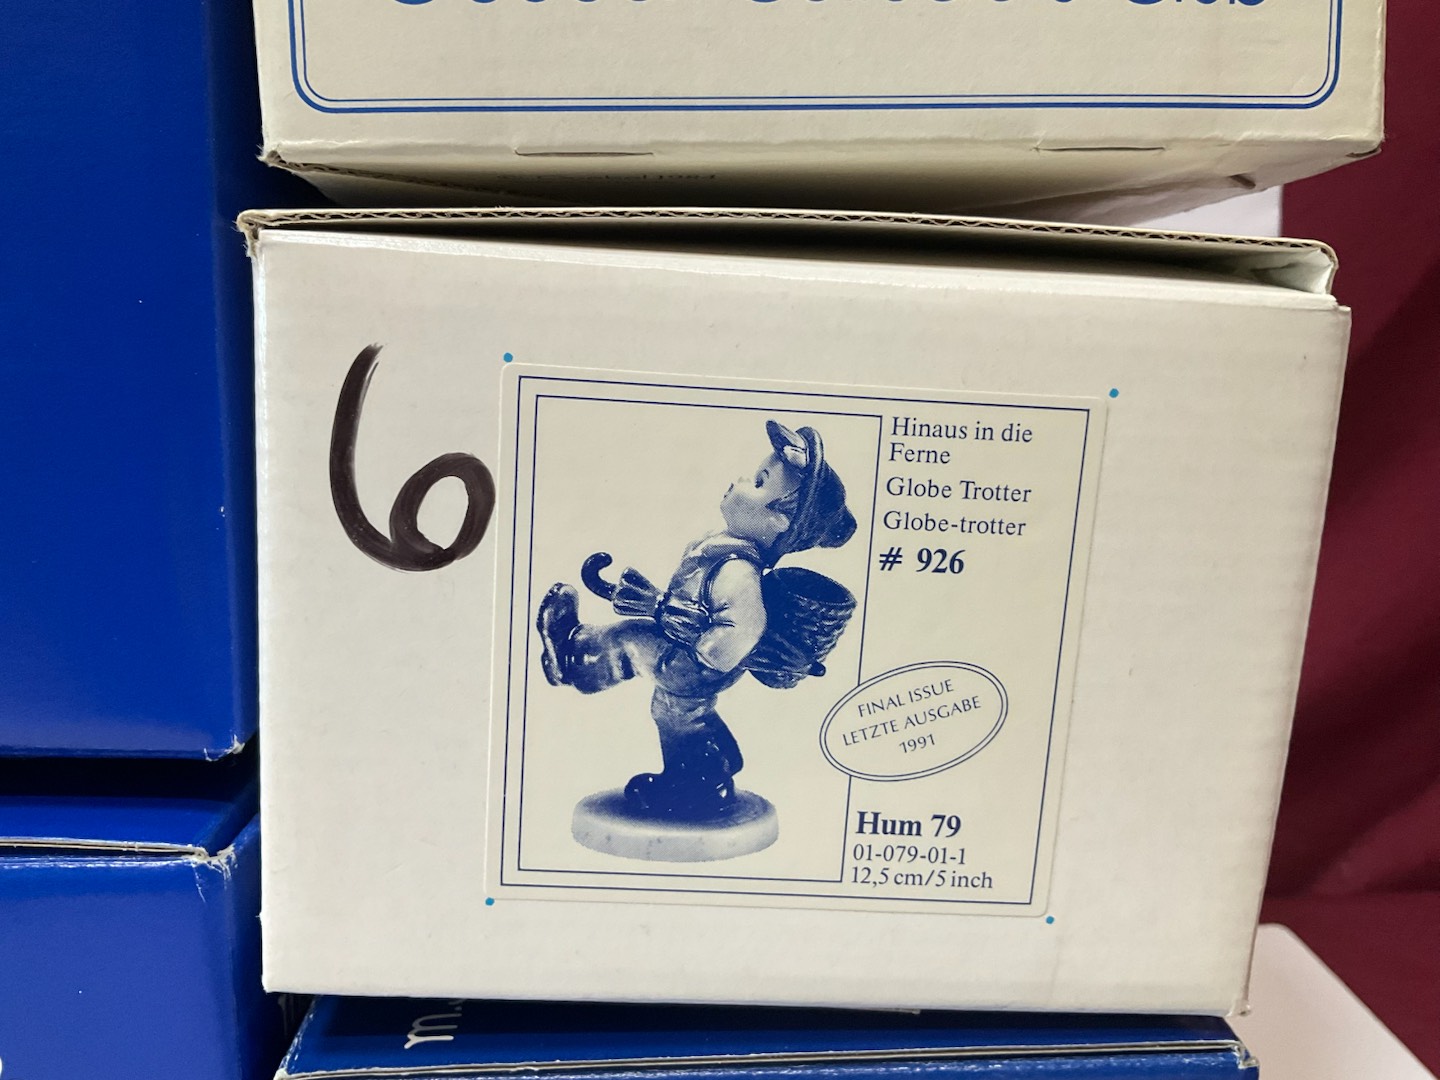 Club
6
Hinaus in die
Ferne
Globe Trotter
Globe-trotter
# 926
FINAL ISSUE
LETZTE AUSGABE
1991
Hum 79
01-079-01-1
12,5 cm/5 inch
m.